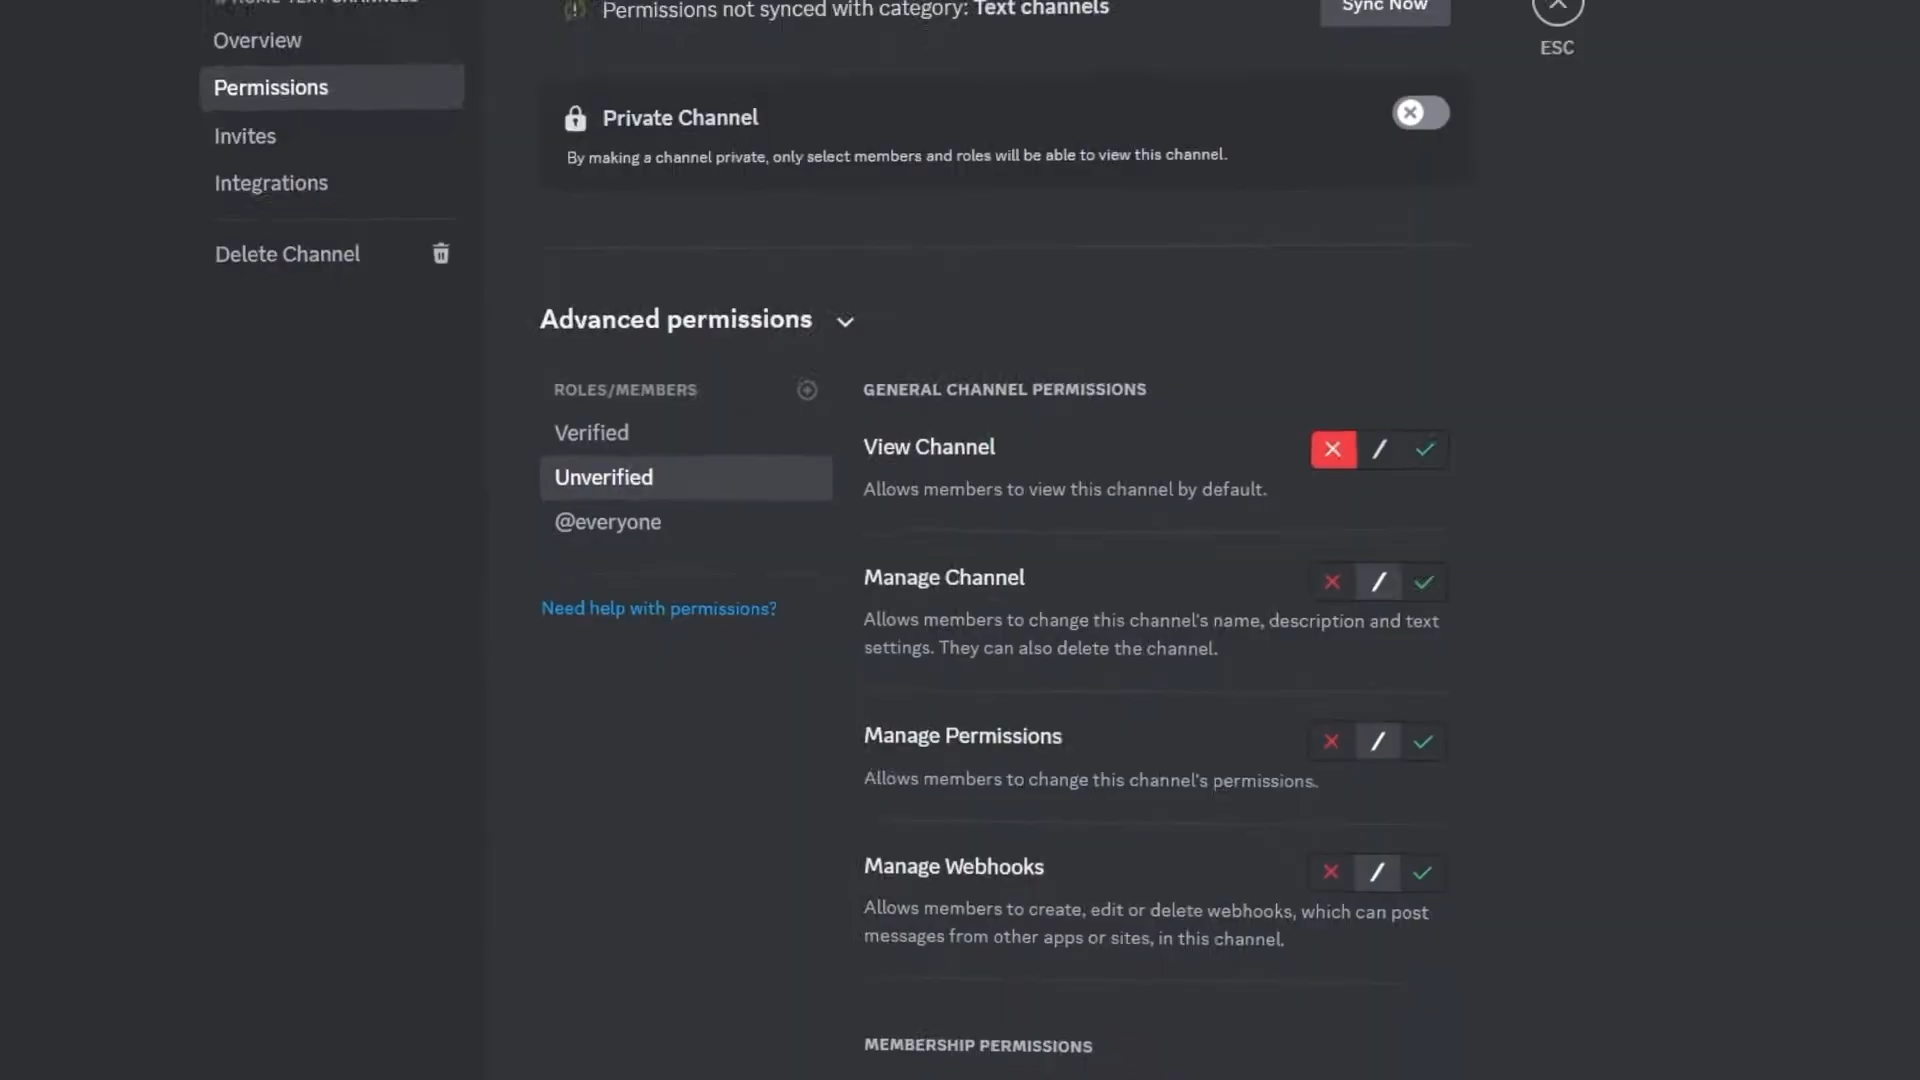 Overview
Permissions
Invites
Integrations
Delete Channel
Permissions not synced with category: Text channels
Sync Now
ESC
Private Channel
By making a channel private, only select members and roles will be able to view this channel.
Advanced permissions
ROLES/MEMBERS
Verified
Unverified
@everyone
Need help with permissions?
GENERAL CHANNEL PERMISSIONS
View Channel
Allows members to view this channel by default.
Manage Channel
Allows members to change this channel's name, description and text
settings. They can also delete the channel.
Manage Permissions
Allows members to change this channel's permissions.
Manage Webhooks
Allows members to create, edit or delete webhooks, which can post
messages from other apps or sites, in this channel.
MEMBERSHIP PERMISSIONS